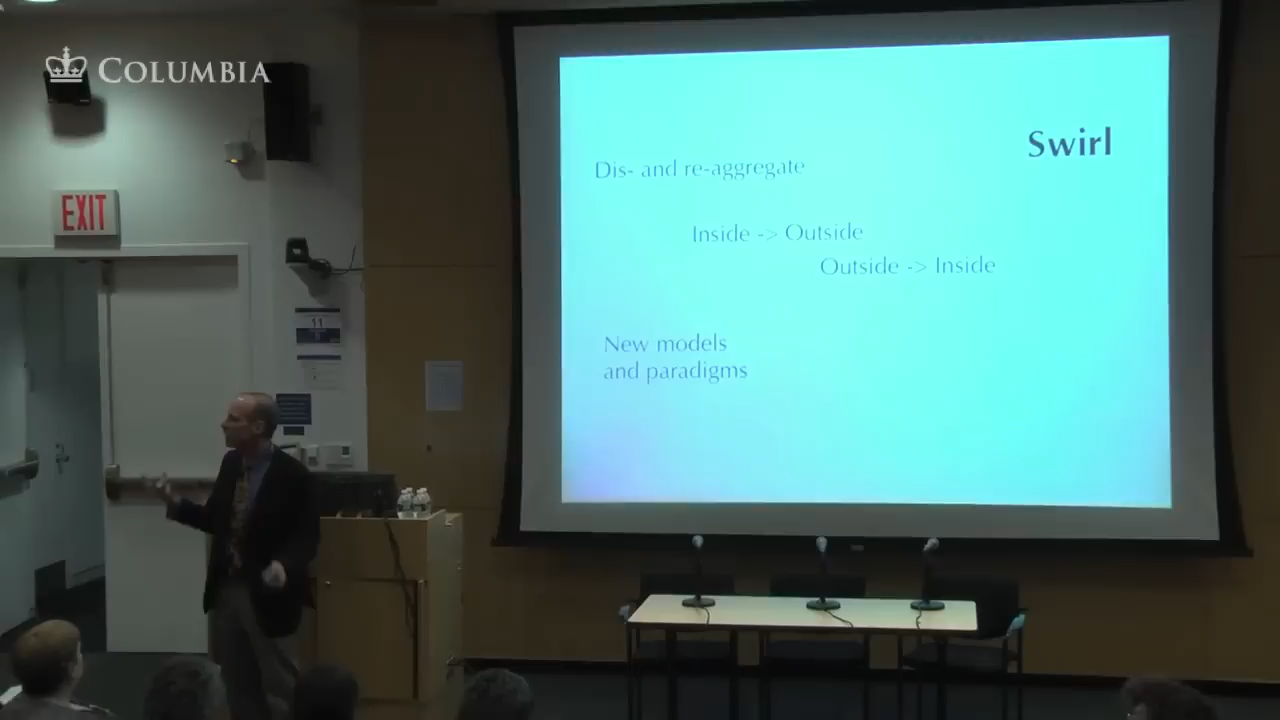 COLUMBIA
EXIT
11
Swirl
Dis- and re-aggregate
Inside -> Outside
Outside -> Inside
New models
and paradigms